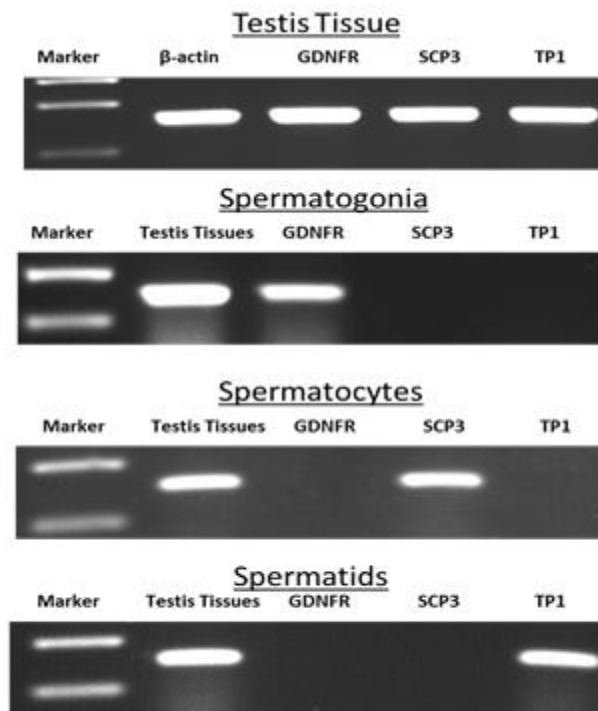 Testis Tissue
Marker β-actin GDNFR SCP3 TP1
Spermatogonia
Marker Testis Tissues GDNFR SCP3 TP1
Spermatocytes
Marker Testis Tissues GDNFR SCP3 TP1
Spermatids
Marker Testis Tissues GDNFR SCP3 TP1